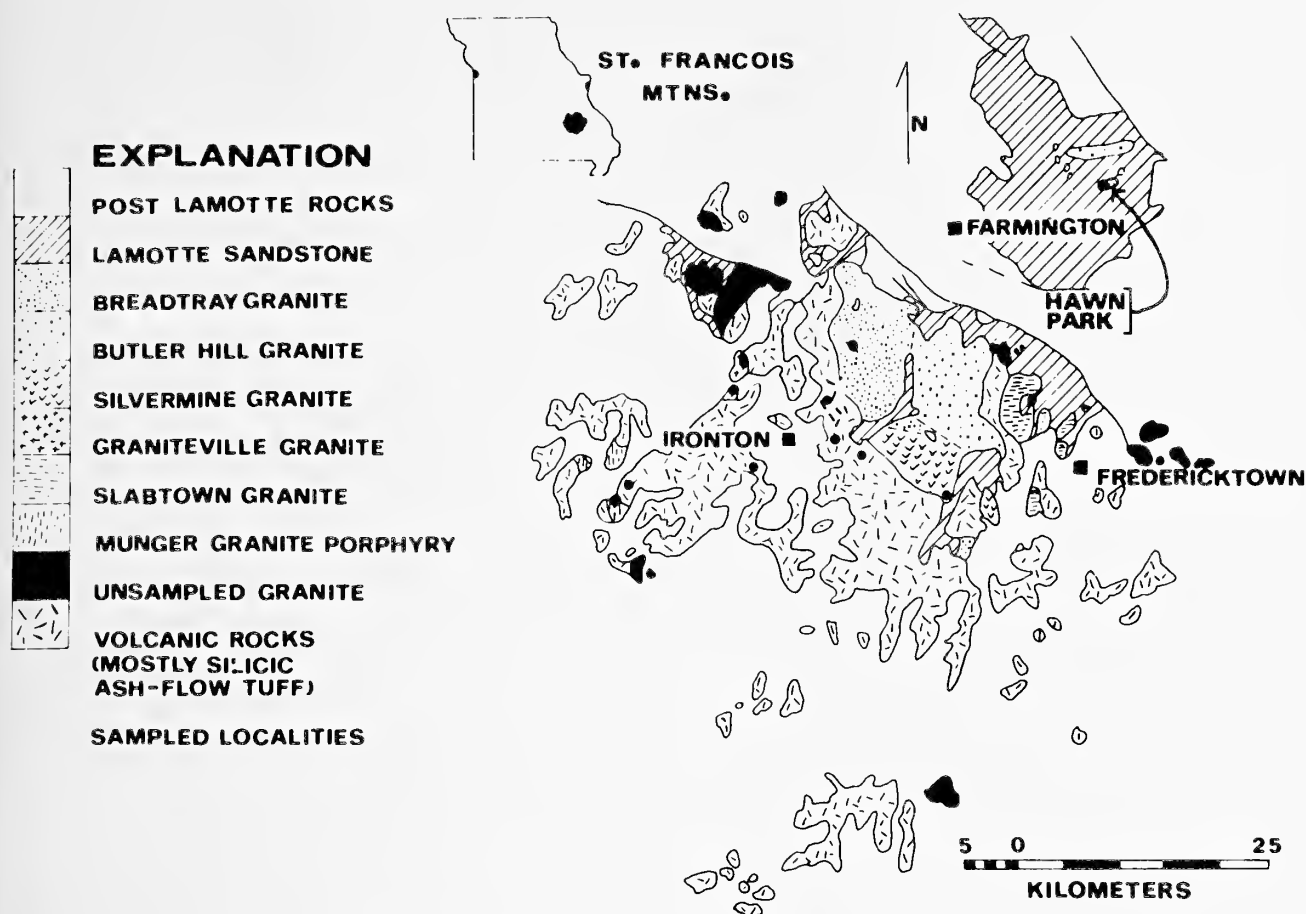 ST. FRANCOIS
MTNS.
N
EXPLANATION
POST LAMOTTE ROCKS
LAMOTTE SANDSTONE
BREADTRAY GRANITE
BUTLER HILL GRANITE
SILVERMINE GRANITE
GRANITEVILLE GRANITE
SLABTOWN GRANITE
MUNGER GRANITE PORPHYRY
UNSAMPLED GRANITE
VOLCANIC ROCKS
(MOSTLY SILICIC
ASH-FLOW TUFF)
SAMPLED LOCALITIES
FARMINGTON
HAWN
PARK
IRONTON
FREDERICKTOWN
5 0 25
KILOMETERS